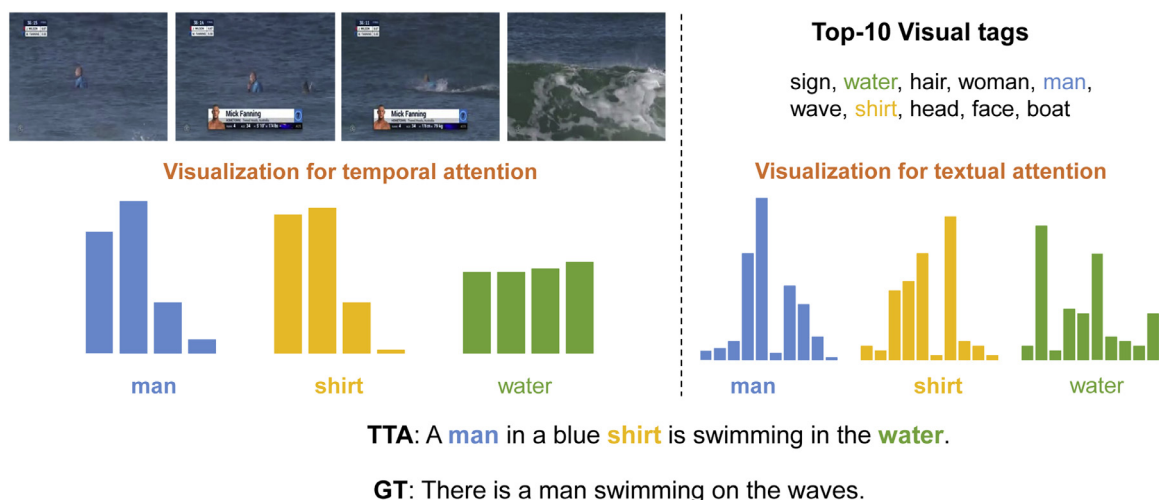 Mick Fanning
Mick Fanning
Top-10 Visual tags
sign, water, hair, woman, man,
wave, shirt, head, face, boat
Visualization for temporal attention
Visualization for textual attention
man
shirt
water
man
shirt
water
TTA: A man in a blue shirt is swimming in the water.
GT: There is a man swimming on the waves.